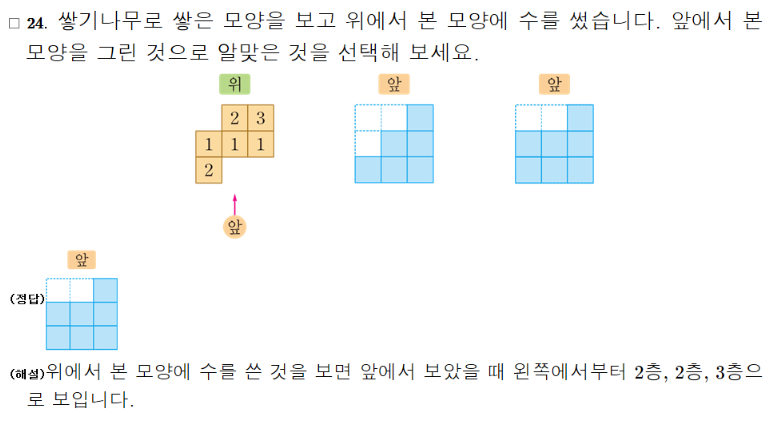 □ 24. 쌓기나무로 쌓은 모양을 보고 위에서 본 모양에 수를 썼습니다. 앞에서 본
모양을 그린 것으로 알맞은 것을 선택해 보세요.
위 앞 앞
2 3
1 1 1
2
앞
앞
(정답)
(해설)위에서 본 모양에 수를 쓴 것을 보면 앞에서 보았을 때 왼쪽에서부터 2층, 2층, 3층으
로 보입니다.